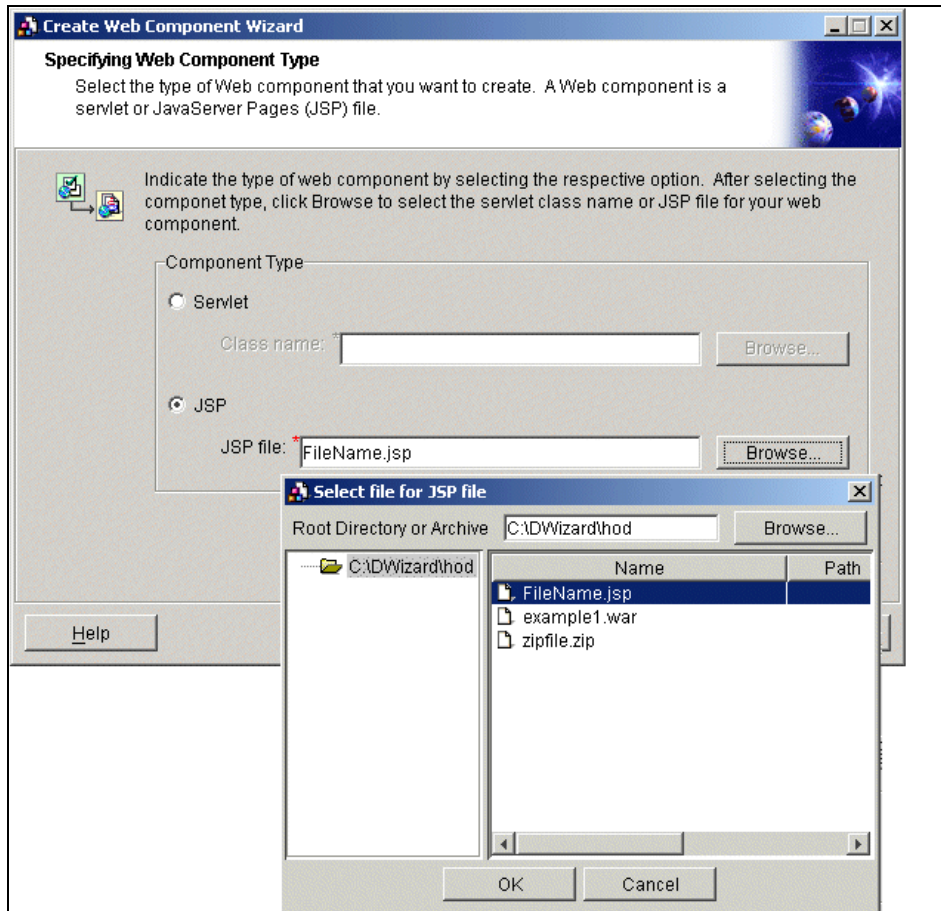 Create Web Component Wizard
Specifying Web Component Type
Select the type of Web component that you want to create. A Web component is a
servlet or JavaServer Pages (JSP) file.
Indicate the type of web component by selecting the respective option. After selecting the
componet type, click Browse to select the servlet class name or JSP file for your web
component.
Component Type
Servlet
Class name: *
Browse...
JSP
JSP file: * FileName.jsp
Browse...
Select file for JSP file
Root Directory or Archive C:\DWizard\hod Browse...
C:\DWizard\hod
Name Path
FileName.jsp
example1.war
zipfile.zip
Help
OK Cancel